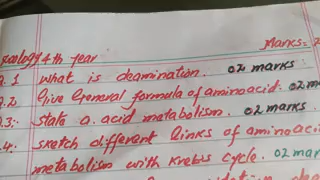 Zoology 4th year Marks:
Q.1 what is deamination. 02 marks
Q.2. Give General formula of aminoacid. 02
Q.3. state a. acid metabolism. 02 marks
4. sketch different links of aminoacid
metabolism with Krebs cycle. 02 mar